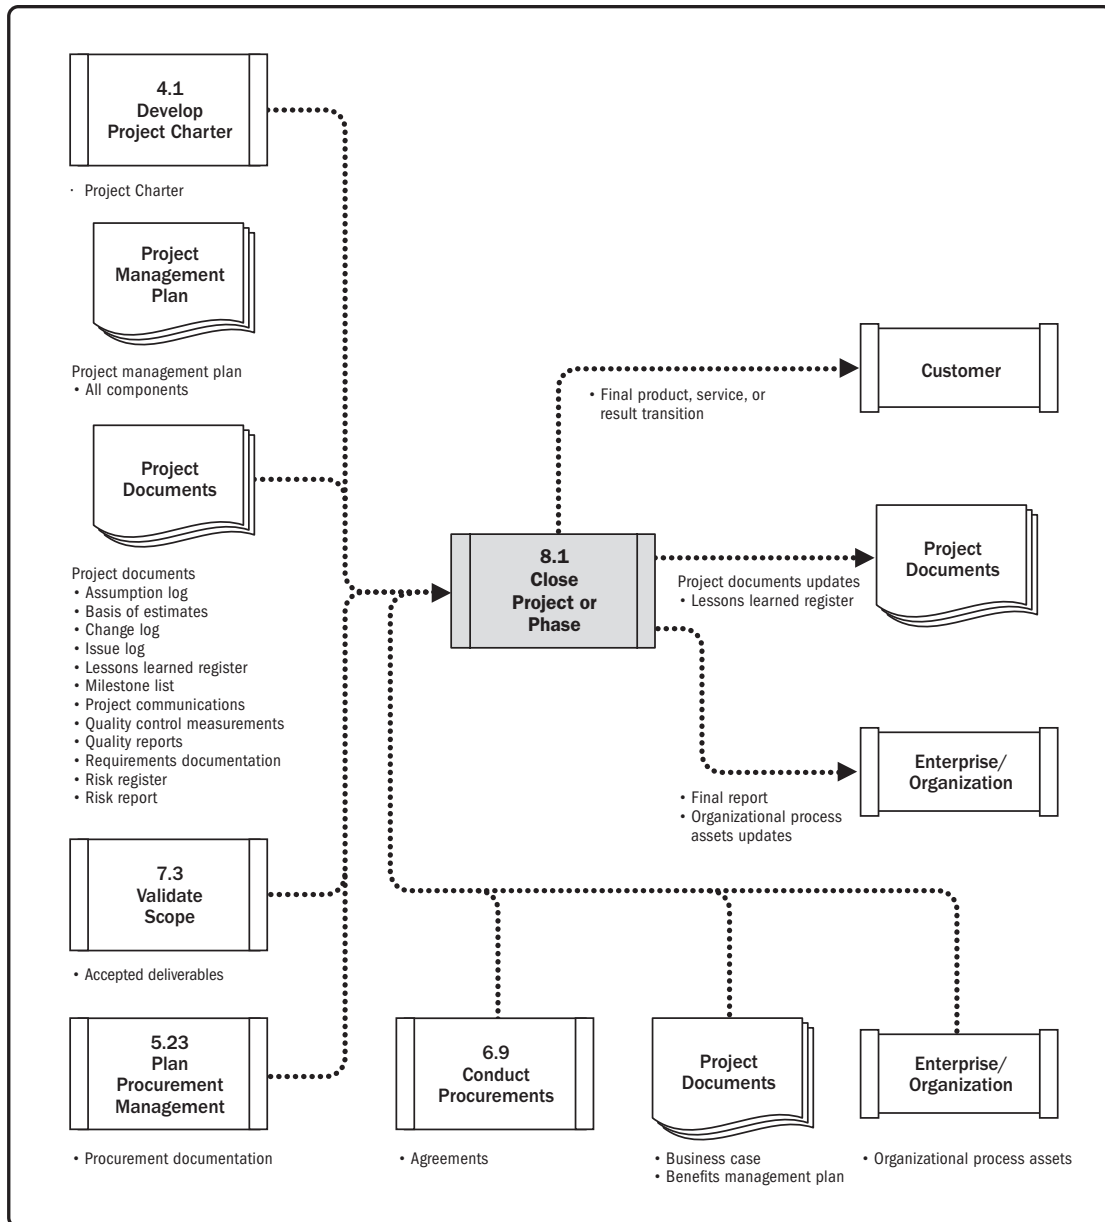 4.1
Develop
Project Charter
· Project Charter
Project
Management
Plan
Project management plan
• All components
Project
Documents
Project documents
• Assumption log
• Basis of estimates
• Change log
• Issue log
• Lessons learned register
• Milestone list
• Project communications
• Quality control measurements
• Quality reports
• Requirements documentation
• Risk register
• Risk report
7.3
Validate
Scope
• Accepted deliverables
5.23
Plan
Procurement
Management
• Procurement documentation
8.1
Close
Project or
Phase
• Final product, service, or
result transition
Customer
Project documents updates
• Lessons learned register
Project
Documents
• Final report
• Organizational process
assets updates
Enterprise/
Organization
6.9
Conduct
Procurements
• Agreements
Project
Documents
• Business case
• Benefits management plan
Enterprise/
Organization
• Organizational process assets